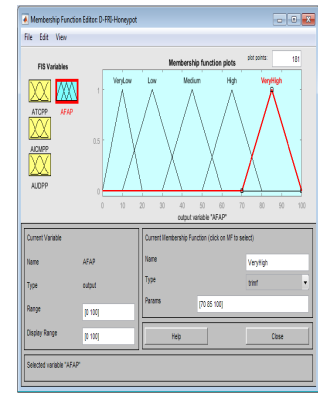 Membership Function Editor: D-FRI-Honeypot
File Edit View
FIS Variables
Membership function plots
plot points: 181
ATCPP
AFAP
AICMPP
AUDPP
VeryLow Low Medium High VeryHigh
1
0.5
0
0 10 20 30 40 50 60 70 80 90 100
output variable "AFAP"
Current Variable
Name AFAP
Type output
Range [0 100]
Display Range [0 100]
Current Membership Function (click on MF to select)
Name VeryHigh
Type trimf
Params [70 85 100]
Help Close
Selected variable "AFAP"